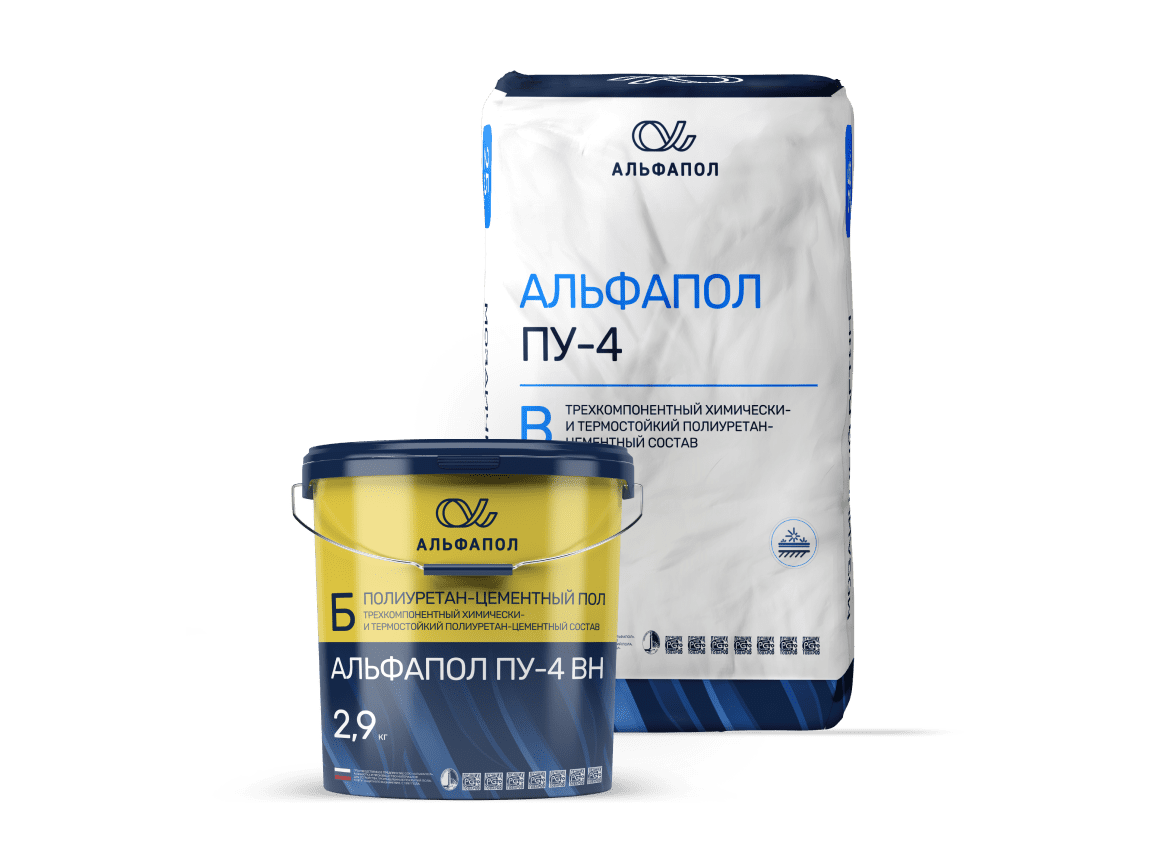 АЛЬФАПОЛ
АЛЬФАПОЛ
ПУ-4
В
ТРЕХКОМПОНЕНТНЫЙ ХИМИЧЕСКИ-
И ТЕРМОСТОЙКИЙ ПОЛИУРЕТАН-
ЦЕМЕНТНЫЙ СОСТАВ
АЛЬФАПОЛ
Б
ПОЛИУРЕТАН-ЦЕМЕНТНЫЙ ПОЛ
ТРЕХКОМПОНЕНТНЫЙ ХИМИЧЕСКИ-
И ТЕРМОСТОЙКИЙ ПОЛИУРЕТАН-ЦЕМЕНТНЫЙ СОСТАВ
АЛЬФАПОЛ ПУ-4 ВН
2,9 кг